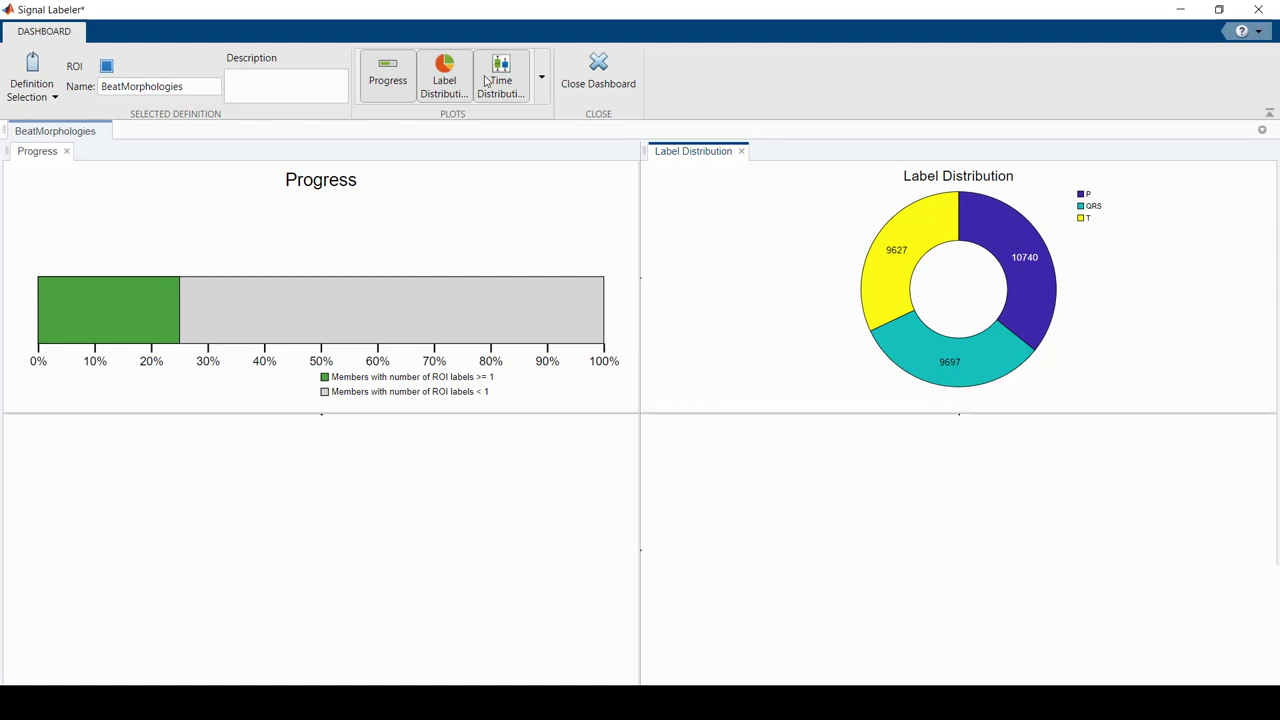 Signal Labeler*
DASHBOARD
?
Definition
Selection
ROI
Name: BeatMorphologies
Description
SELECTED DEFINITION
Progress
Label
Distributi...
Time
Distributi...
PLOTS
Close Dashboard
CLOSE
BeatMorphologies
Progress
Progress
0% 10% 20% 30% 40% 50% 60% 70% 80% 90% 100%
Members with number of ROI labels >= 1
Members with number of ROI labels < 1
Label Distribution
Label Distribution
P
QRS
T
9627
10740
9697